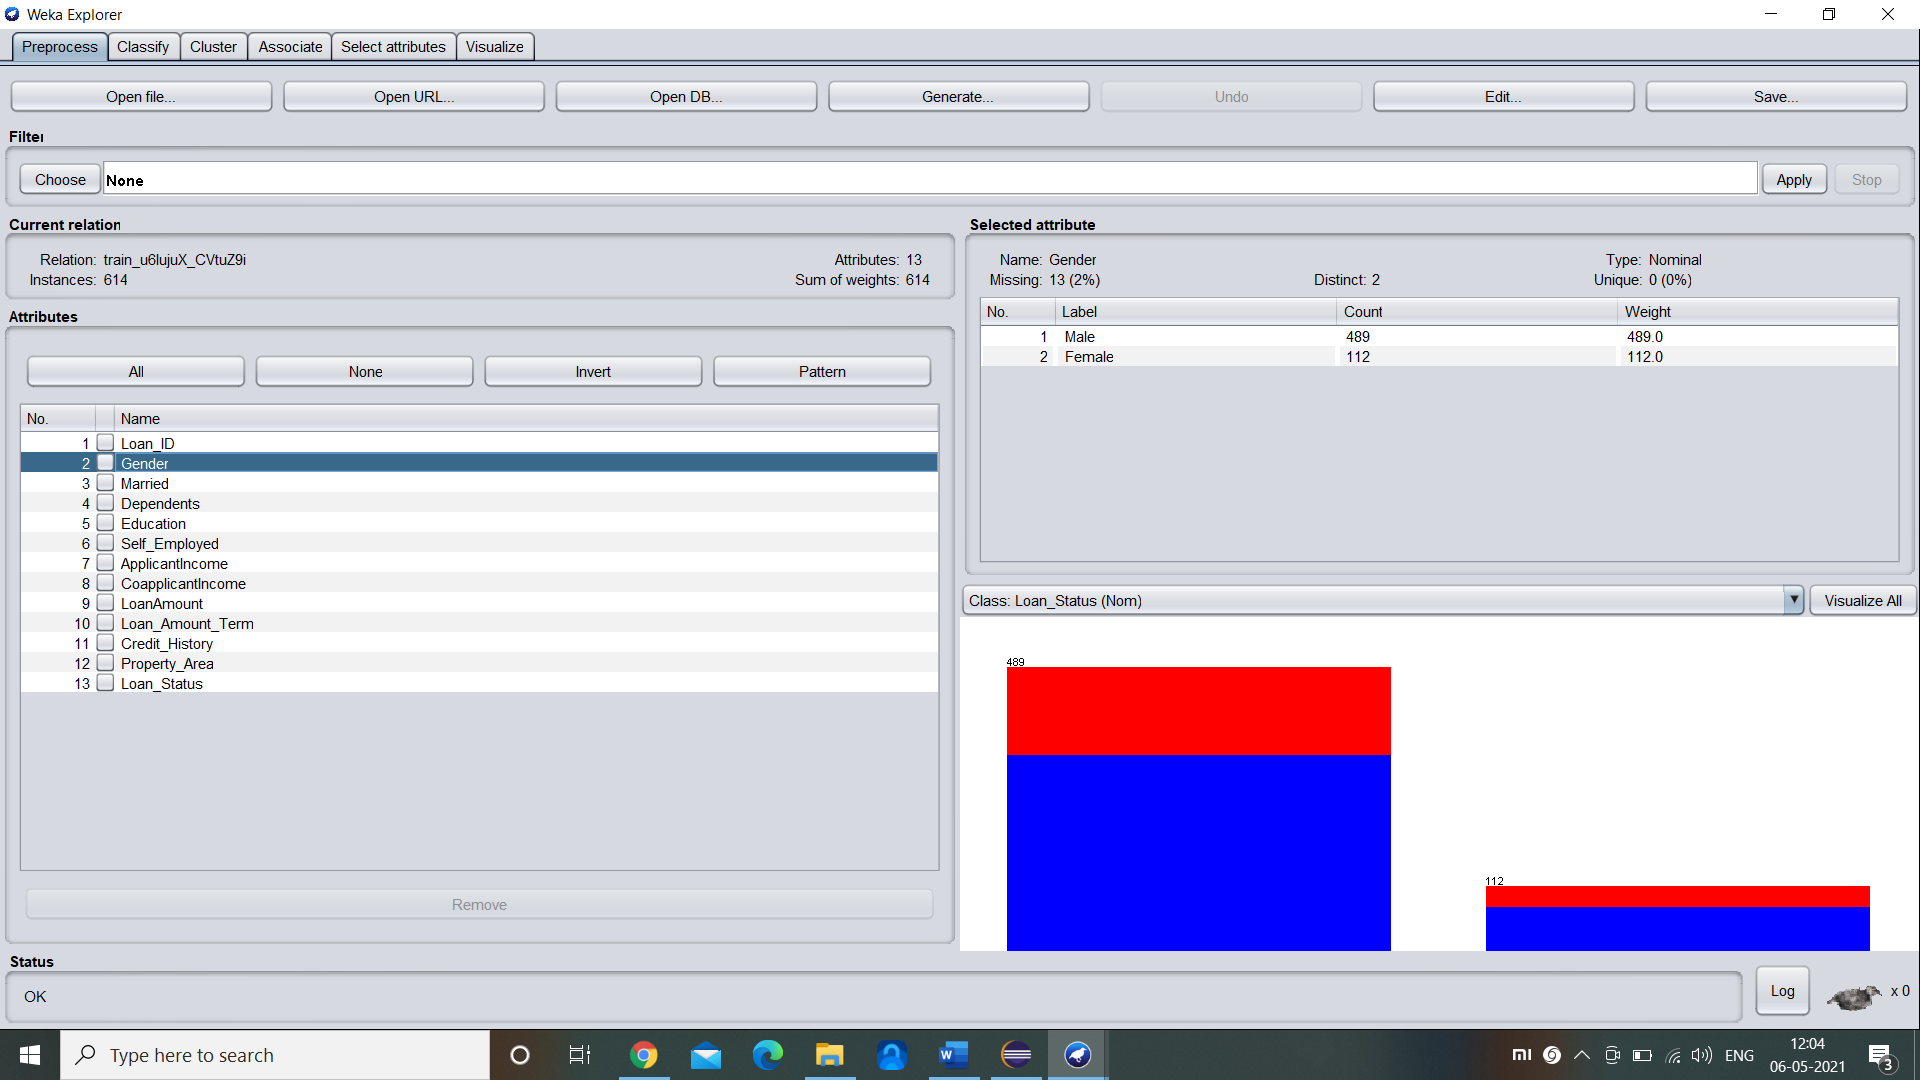 Weka Explorer
Preprocess Classify Cluster Associate Select attributes Visualize
Open file... Open URL... Open DB... Generate... Undo Edit... Save...
Filter
Choose None Apply Stop
Current relation
Relation: train_u6lujuX_CVtuZ9i Attributes: 13
Instances: 614 Sum of weights: 614
Attributes
All None Invert Pattern
No. Name
1 Loan_ID
2 Gender
3 Married
4 Dependents
5 Education
6 Self_Employed
7 ApplicantIncome
8 CoapplicantIncome
9 LoanAmount
10 Loan_Amount_Term
11 Credit_History
12 Property_Area
13 Loan_Status
Remove
Selected attribute
Name: Gender Type: Nominal
Missing: 13 (2%) Distinct: 2 Unique: 0 (0%)
No. Label Count Weight
1 Male 489 489.0
2 Female 112 112.0
Class: Loan_Status (Nom) Visualize All
489
112
Status
OK
Log x 0
Type here to search
ENG
12:04
06-05-2021
3